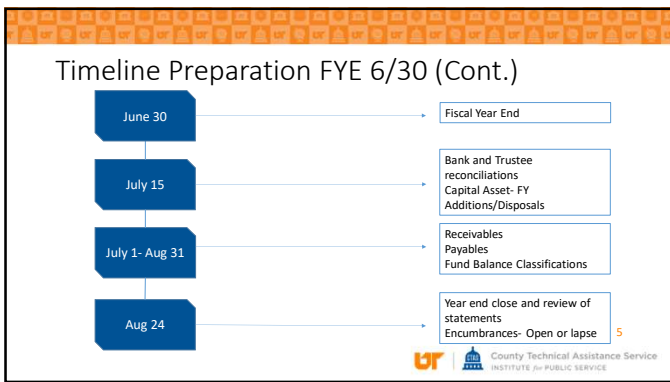 Timeline Preparation FYE 6/30 (Cont.)
June 30
Fiscal Year End
July 15
Bank and Trustee
reconciliations
Capital Asset- FY
Additions/Disposals
July 1- Aug 31
Receivables
Payables
Fund Balance Classifications
Aug 24
Year end close and review of
statements
Encumbrances- Open or lapse
5
UT
CTAS
County Technical Assistance Service
INSTITUTE for PUBLIC SERVICE